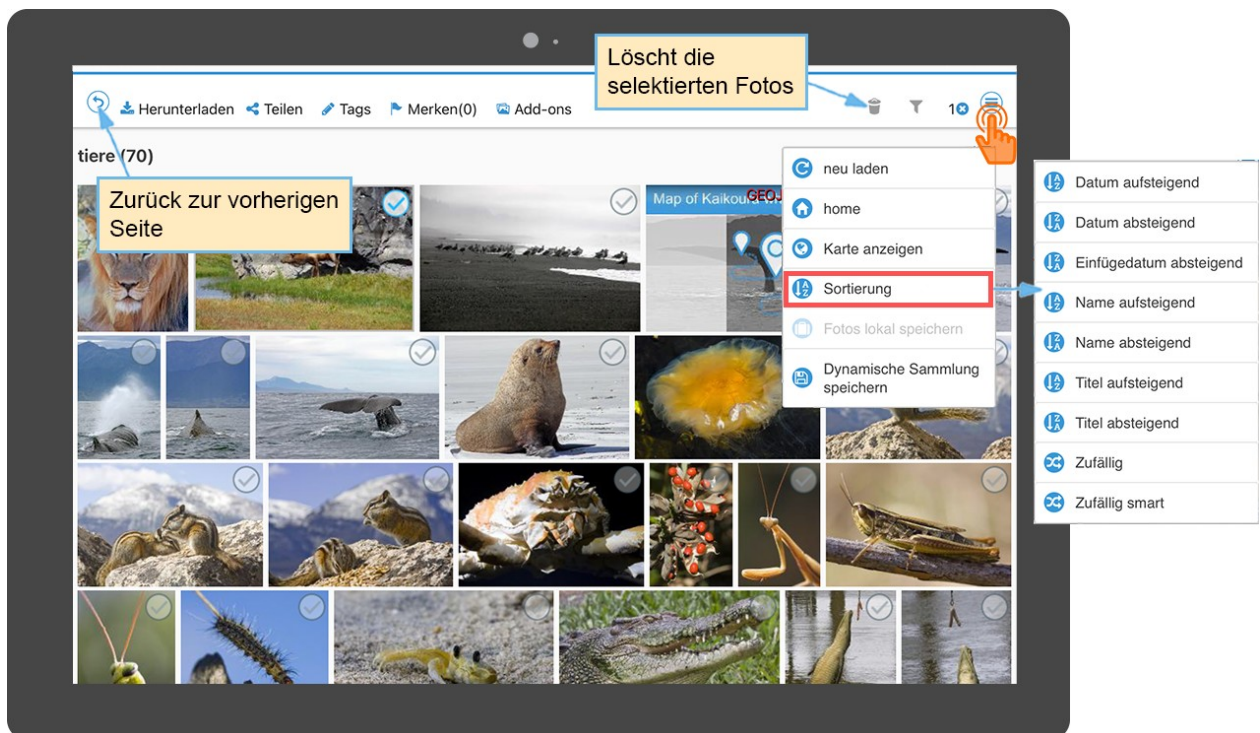 Löscht die
selektierten Fotos
Herunterladen Teilen Tags Merken(0) Add-ons 1
tiere (70)
Zurück zur vorherigen
Seite
Map of Kaikoura
GEOJ
neu laden
home
Karte anzeigen
Sortierung
Fotos lokal speichern
Dynamische Sammlung
speichern
Datum aufsteigend
Datum absteigend
Einfügedatum absteigend
Name aufsteigend
Name absteigend
Titel aufsteigend
Titel absteigend
Zufällig
Zufällig smart